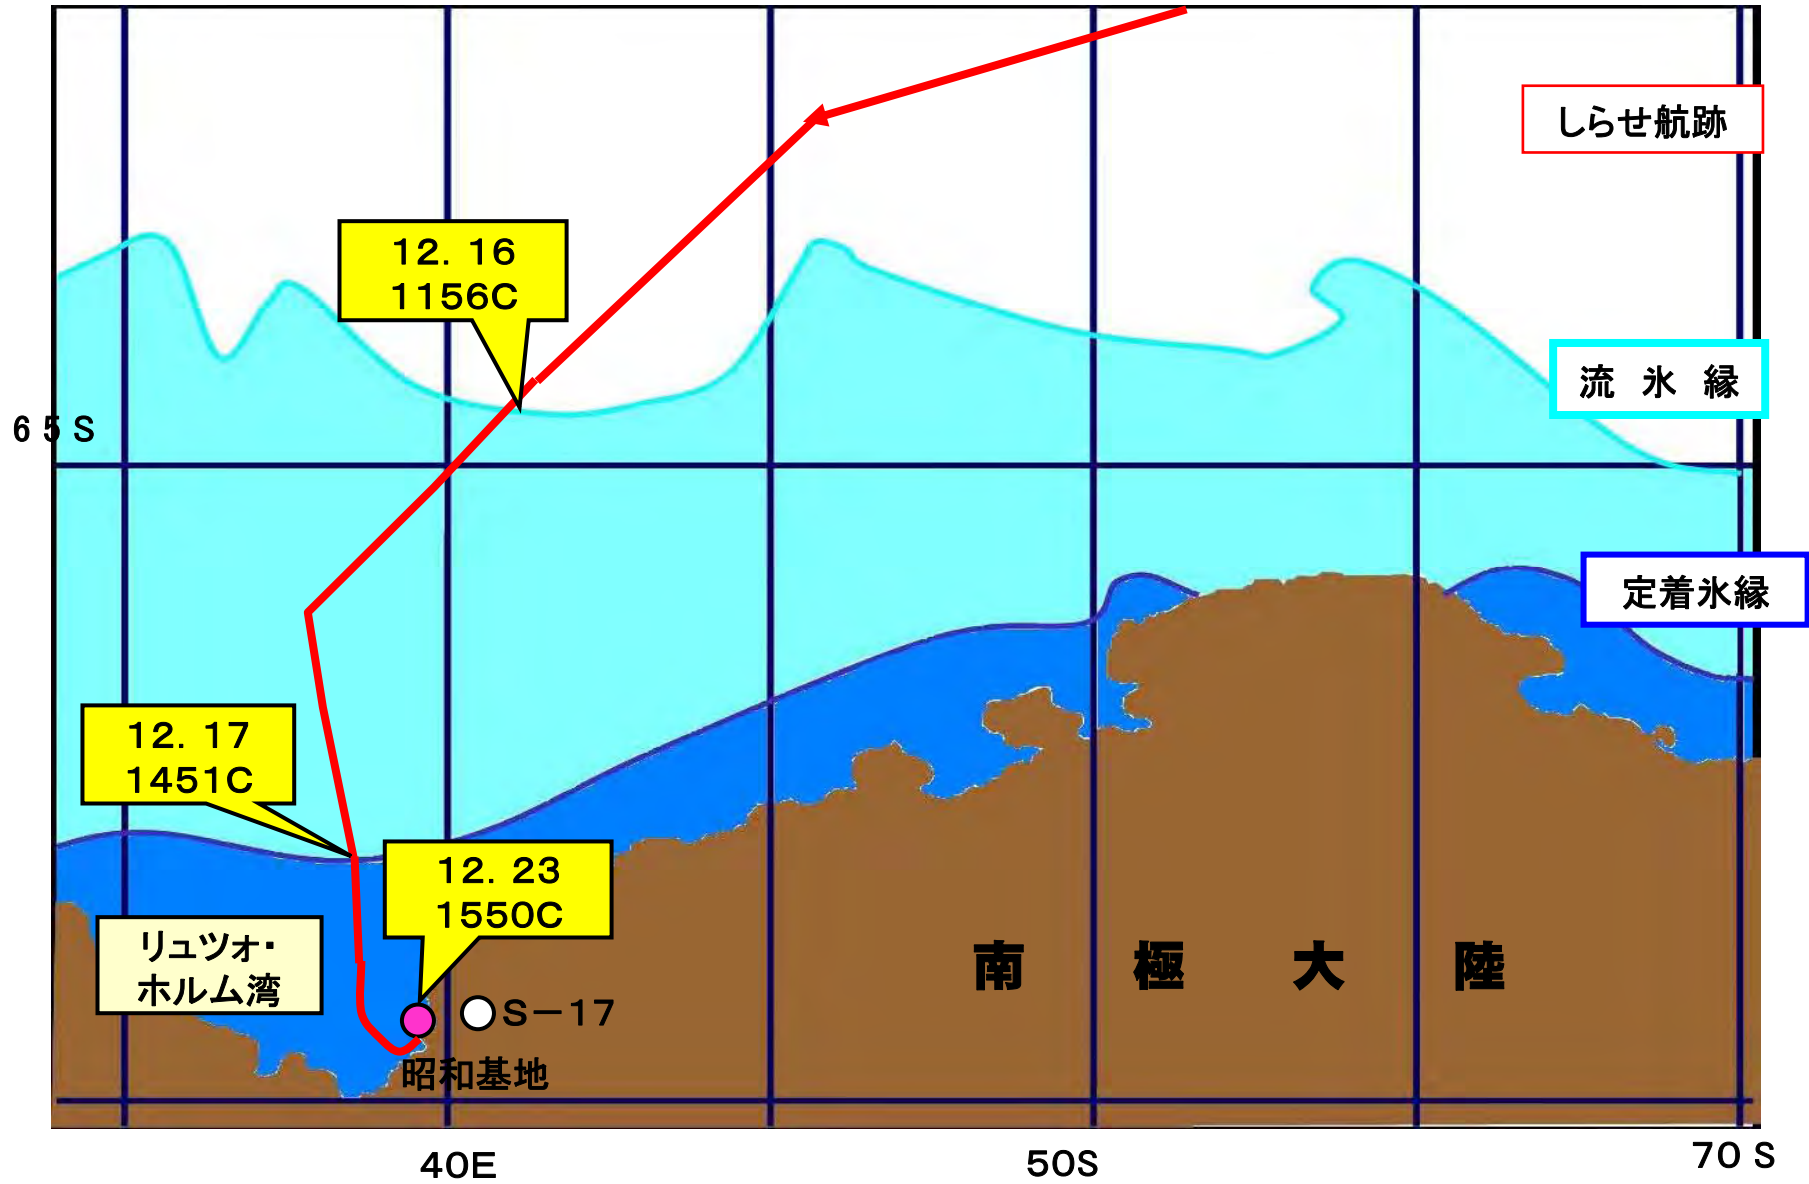 しらせ航跡
12. 16
1156C
流 氷 縁
65S
定着氷縁
12. 17
1451C
12. 23
1550C
リュツォ・
ホルム湾
南 極 大 陸
S－17
昭和基地
40E
50S
70 S